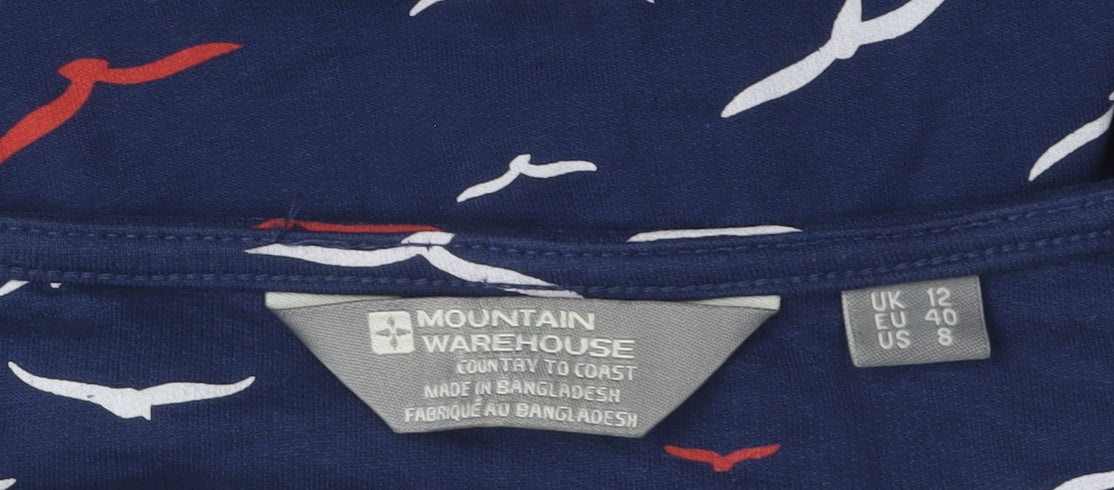 MOUNTAIN
WAREHOUSE
COUNTRY TO COAST
MADE IN BANGLADESH
FABRIQUÉ AU BANGLADESH
UK 12
EU 40
US 8